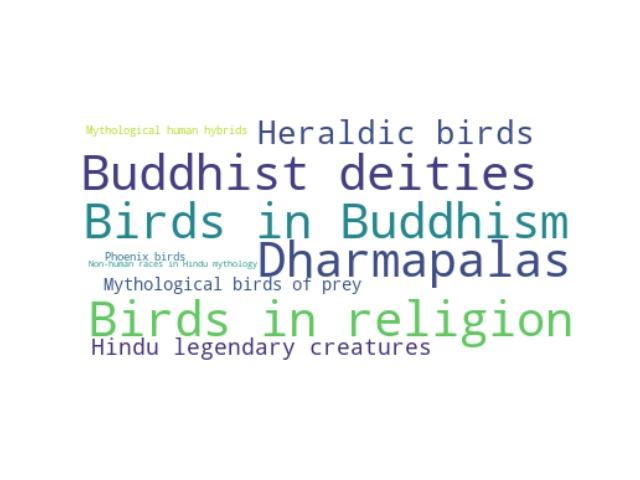 Mythological human hybrids
Heraldic birds
Buddhist deities
Birds in Buddhism
Phoenix birds
Non-human races in Hindu mythology
Dharmapalas
Mythological birds of prey
Birds in religion
Hindu legendary creatures